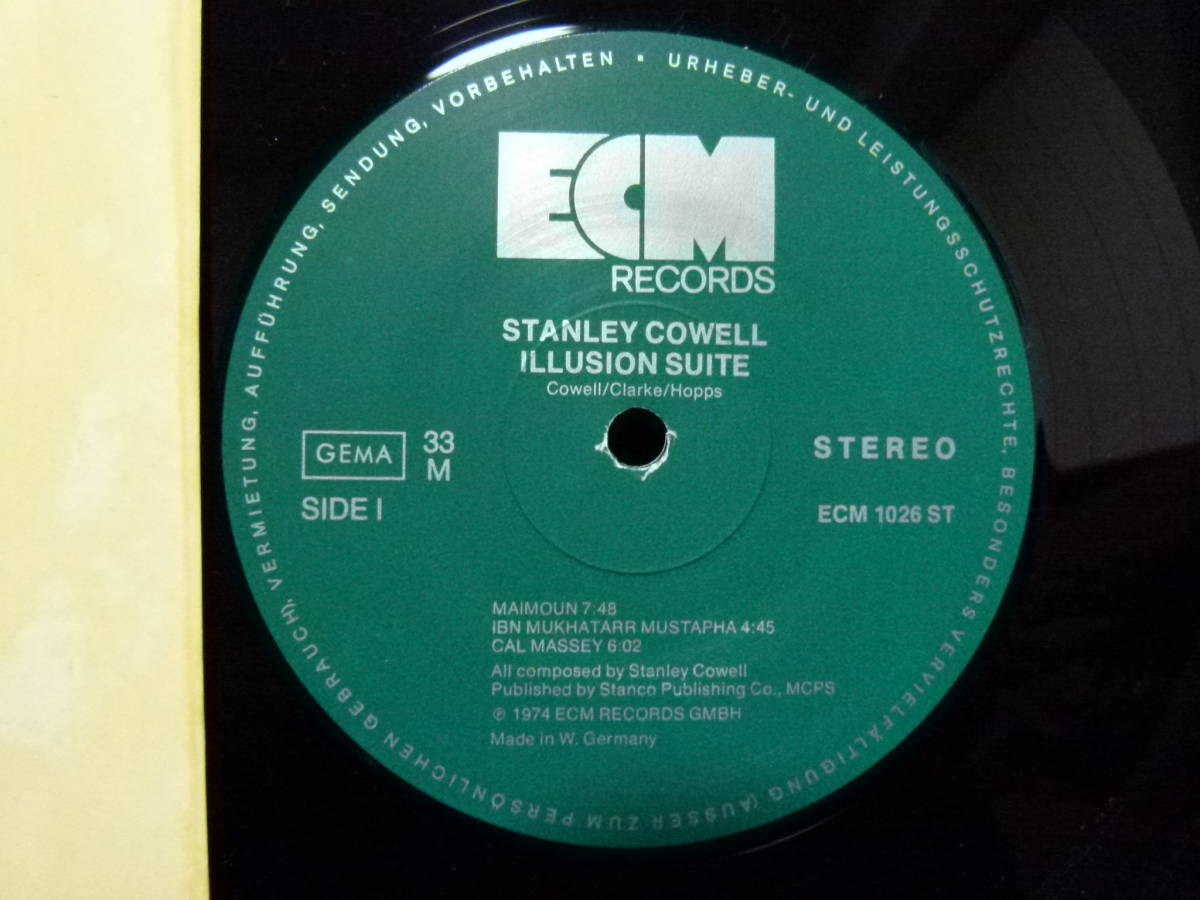 URHEBER- UND LEISTUNGSSCHUTZRECHTE, BESONDERS VERVIELFÄLTIGUNG (AUSSER ZUM PERSÖNLICHEN GEBRAUCH), VERMIETUNG, AUFFÜHRUNG, SENDUNG, VORBEHALTEN ▪
ECM
RECORDS
STANLEY COWELL
ILLUSION SUITE
Cowell/Clarke/Hopps
GEMA
33
M
STEREO
SIDE I
ECM 1026 ST
MAIMOUN 7:48
IBN MUKHATARR MUSTAPHA 4:45
CAL MASSEY 6:02
All composed by Stanley Cowell
Published by Stanco Publishing Co., MCPS
℗ 1974 ECM RECORDS GMBH
Made in W. Germany